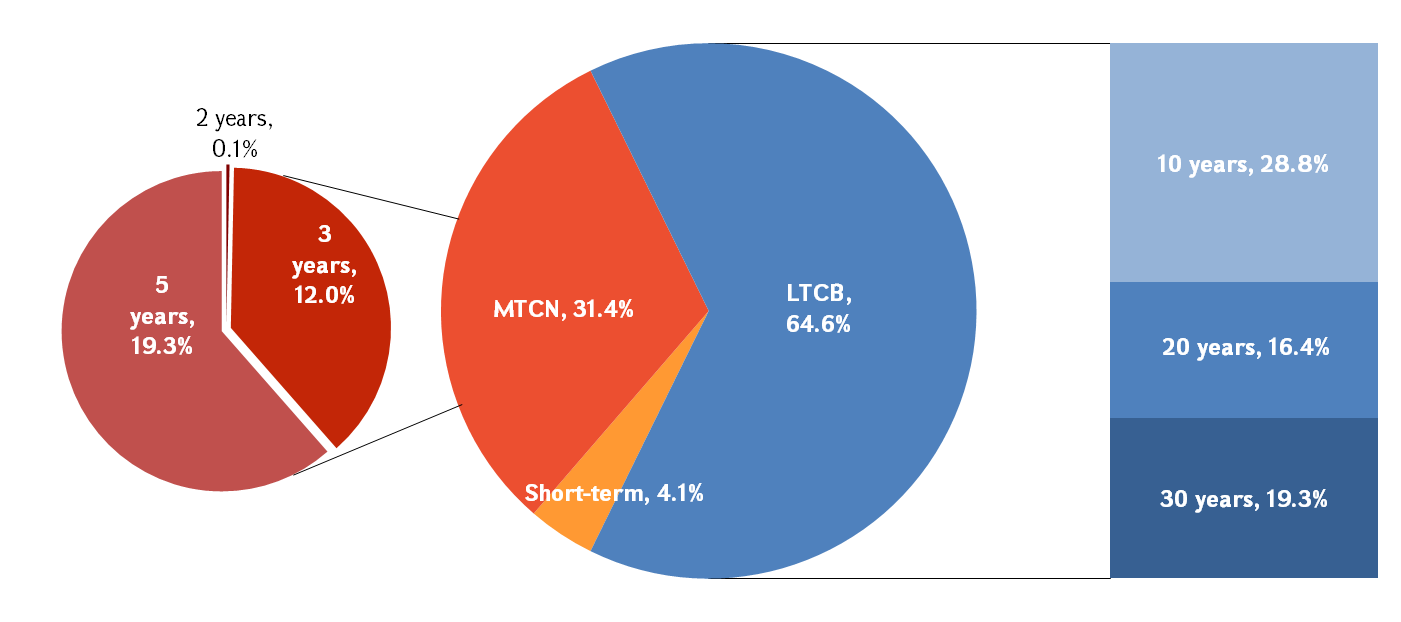 2 years,
0.1%
3
years,
12.0%
5
years,
19.3%
MTCN, 31.4%
LTCB,
64.6%
Short-term, 4.1%
10 years, 28.8%
20 years, 16.4%
30 years, 19.3%